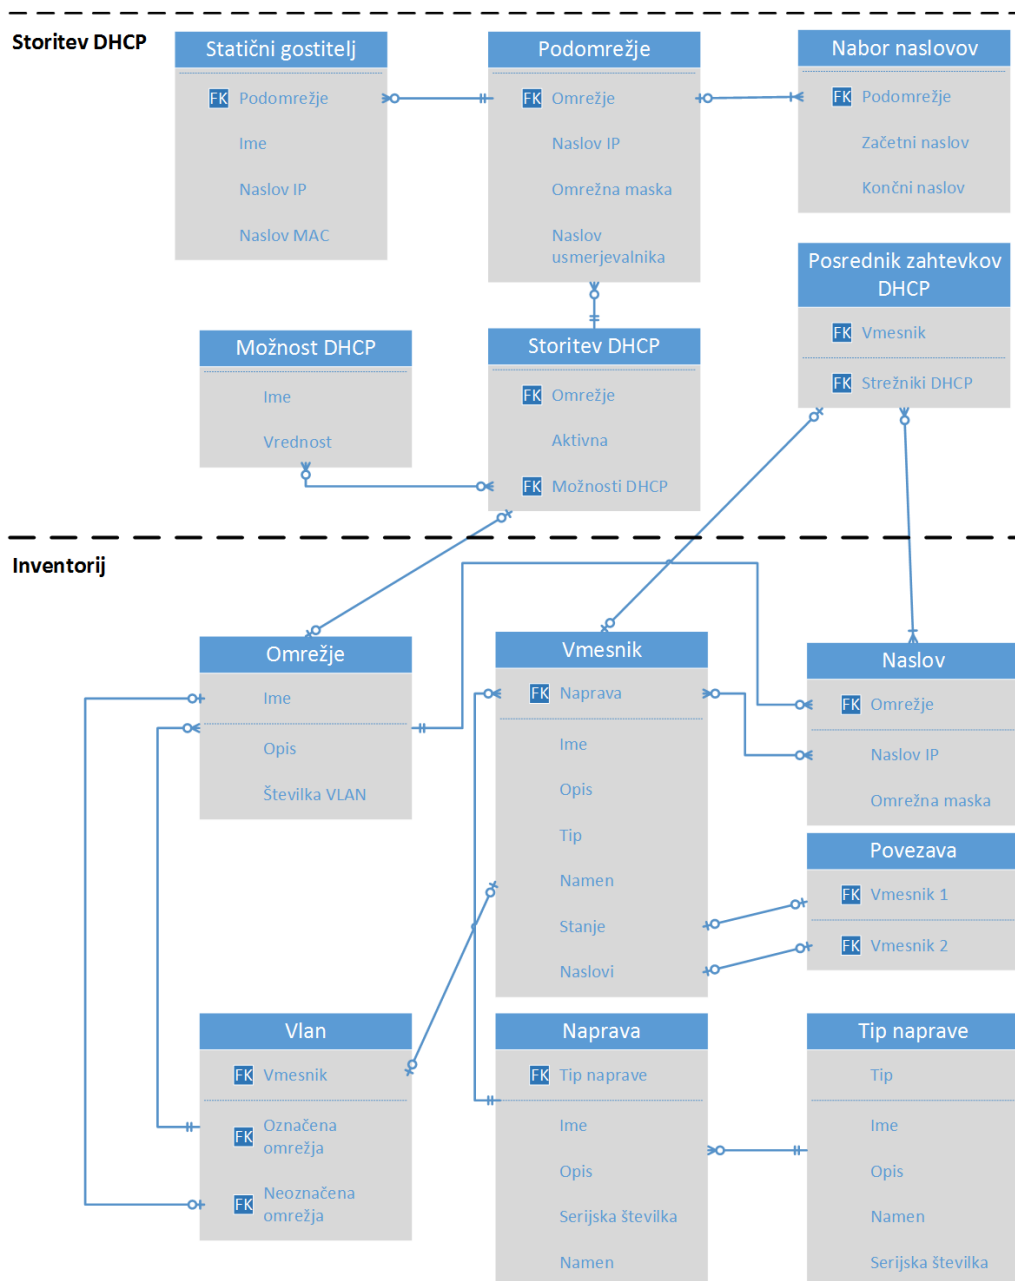 Storitev DHCP
Statični gostitelj
FK Podomrežje
Ime
Naslov IP
Naslov MAC
Podomrežje
FK Omrežje
Naslov IP
Omrežna maska
Naslov
usmerjevalnika
Nabor naslovov
FK Podomrežje
Začetni naslov
Končni naslov
Posrednik zahtevkov
DHCP
FK Vmesnik
FK Strežniki DHCP
Možnost DHCP
Ime
Vrednost
Storitev DHCP
FK Omrežje
Aktivna
FK Možnosti DHCP
Inventorij
Omrežje
Ime
Opis
Številka VLAN
Vmesnik
FK Naprava
Ime
Opis
Tip
Namen
Stanje
Naslovi
Naslov
FK Omrežje
Naslov IP
Omrežna maska
Povezava
FK Vmesnik 1
FK Vmesnik 2
Vlan
FK Vmesnik
FK Označena
omrežja
FK Neoznačena
omrežja
Naprava
FK Tip naprave
Ime
Opis
Serijska številka
Namen
Tip naprave
Tip
Ime
Opis
Namen
Serijska številka